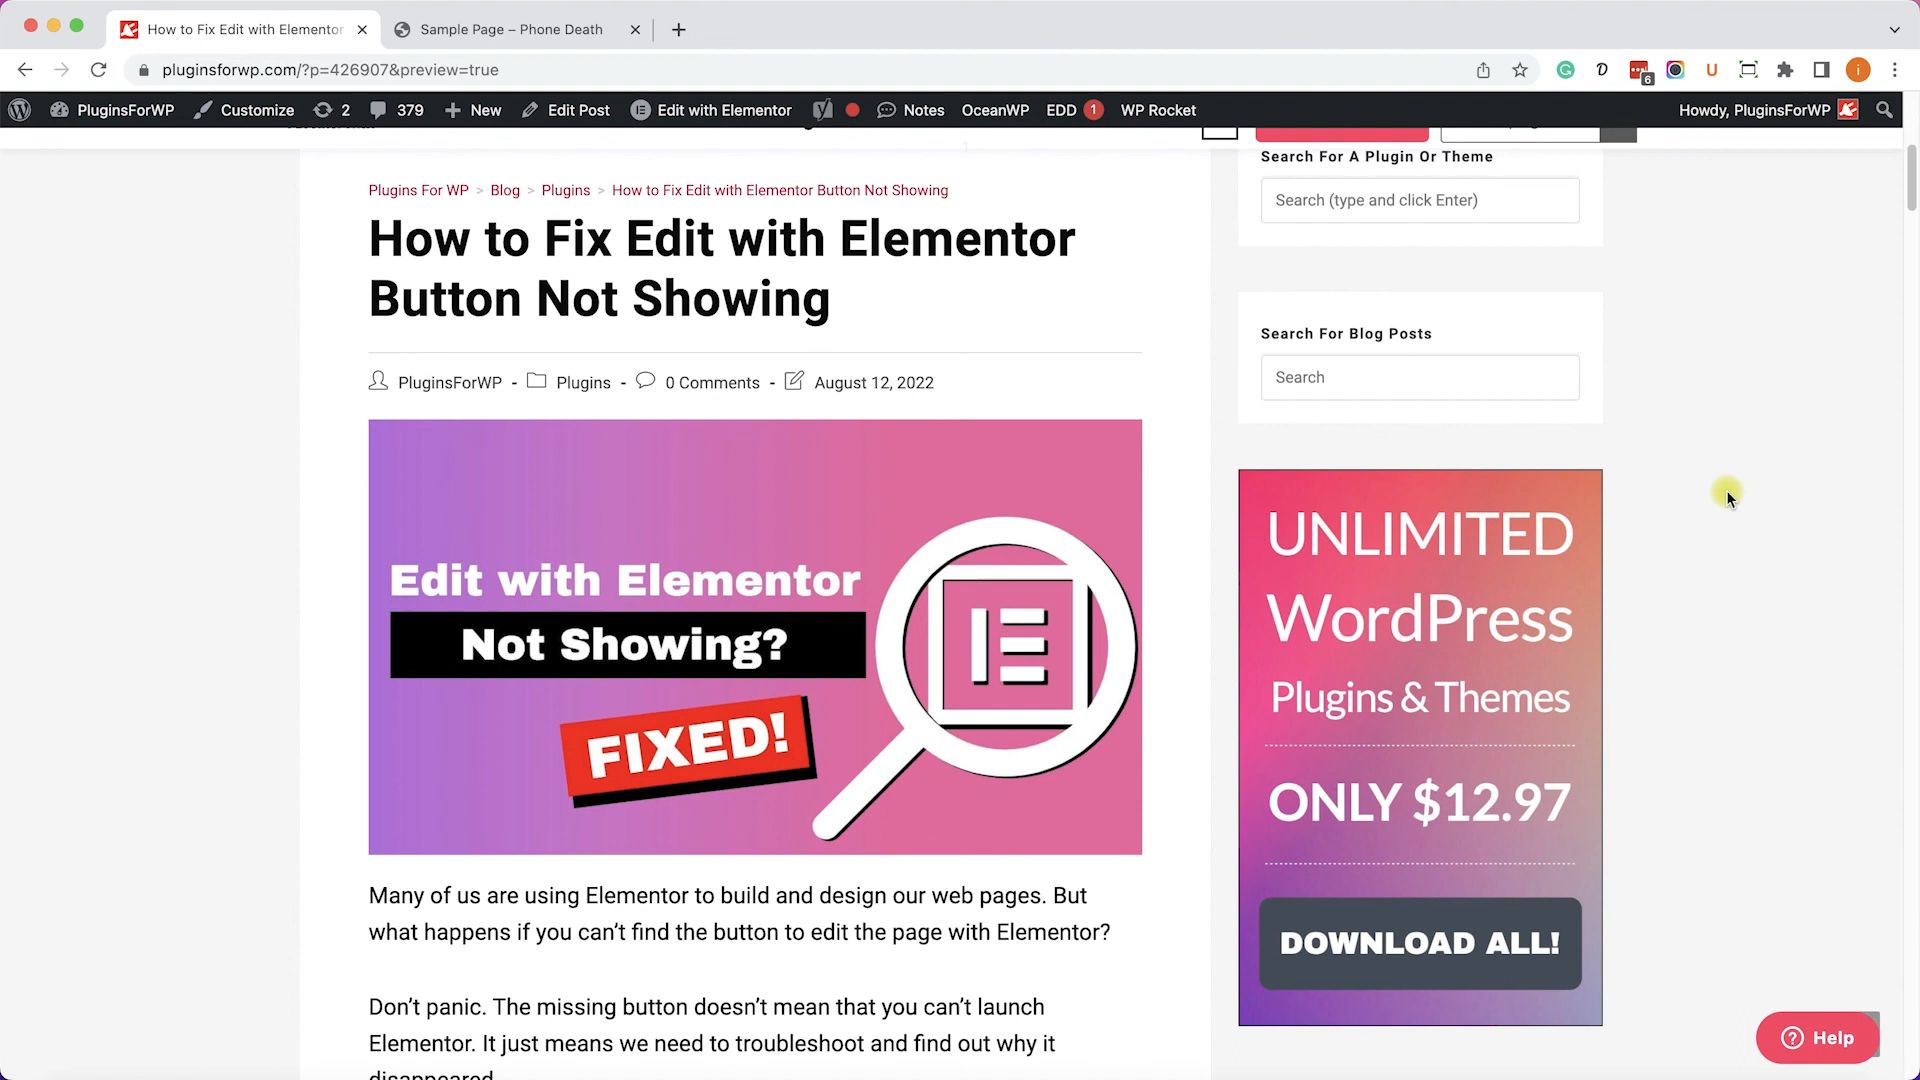 How to Fix Edit with Elementor
Sample Page – Phone Death
pluginsforwp.com/?p=426907&preview=true
6
i
PluginsForWP
Customize
2
379
New
Edit Post
Edit with Elementor
Notes
OceanWP
EDD 1
WP Rocket
Howdy, PluginsForWP
Plugins For WP > Blog > Plugins > How to Fix Edit with Elementor Button Not Showing
How to Fix Edit with Elementor
Button Not Showing
PluginsForWP - Plugins - 0 Comments - August 12, 2022
Edit with Elementor
Not Showing?
FIXED!
Many of us are using Elementor to build and design our web pages. But
what happens if you can’t find the button to edit the page with Elementor?
Don’t panic. The missing button doesn’t mean that you can’t launch
Elementor. It just means we need to troubleshoot and find out why it
disappeared.
Search For A Plugin Or Theme
Search (type and click Enter)
Search For Blog Posts
Search
UNLIMITED
WordPress
Plugins & Themes
ONLY $12.97
DOWNLOAD ALL!
Help